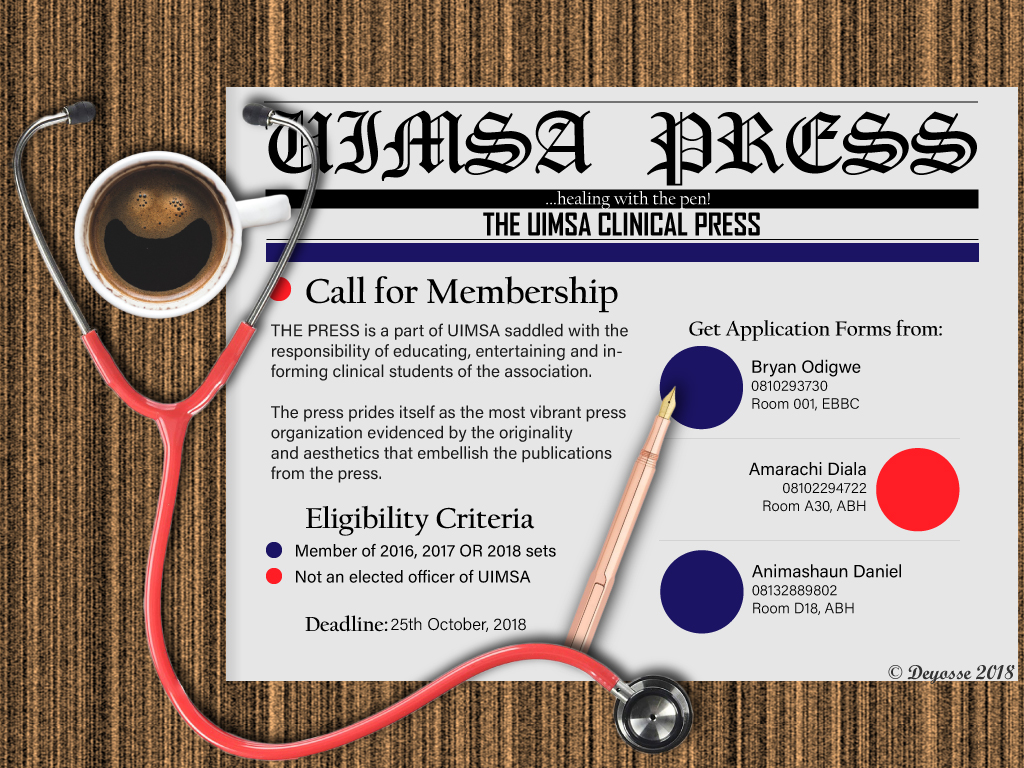 UIMSA PRESS
...healing with the pen!
THE UIMSA CLINICAL PRESS
Call for Membership
THE PRESS is a part of UIMSA saddled with the
responsibility of educating, entertaining and in-
forming clinical students of the association.
The press prides itself as the most vibrant press
organization evidenced by the originality
and aesthetics that embellish the publications
from the press.
Eligibility Criteria
Member of 2016, 2017 OR 2018 sets
Not an elected officer of UIMSA
Deadline: 25th October, 2018
Get Application Forms from:
Bryan Odigwe
0810293730
Room 001, EBBC
Amarachi Diala
08102294722
Room A30, ABH
Animashaun Daniel
08132889802
Room D18, ABH
© Deyosse 2018